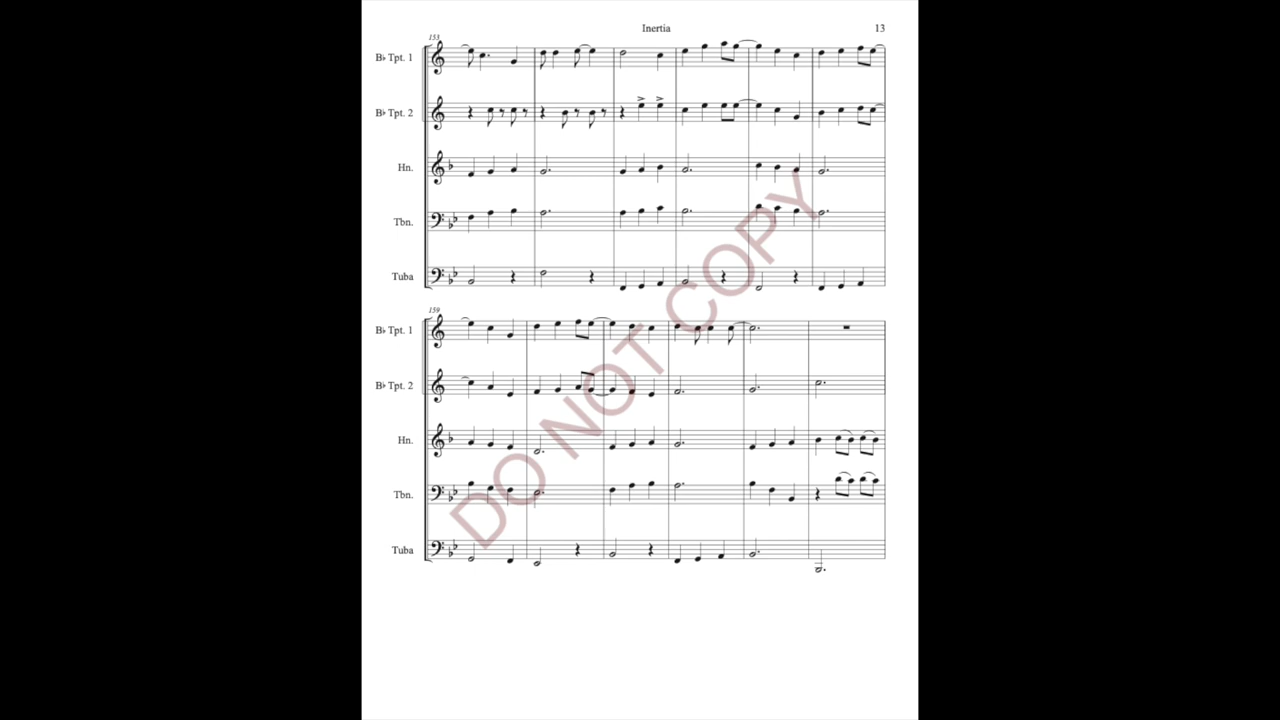 Inertia 13
153
B♭ Tpt. 1
B♭ Tpt. 2
Hn.
Tbn.
Tuba
159
B♭ Tpt. 1
B♭ Tpt. 2
Hn.
Tbn.
Tuba
DO NOT COPY